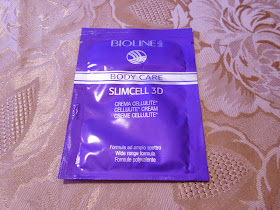 BIOLINE
BODY CARE
SLIMCELL 3D
CREMA CELLULITE*
CELLULITE* CREAM
CRÈME CELLULITE*
Formula ad ampio spettro
Wide range formula
Formule polyvalente